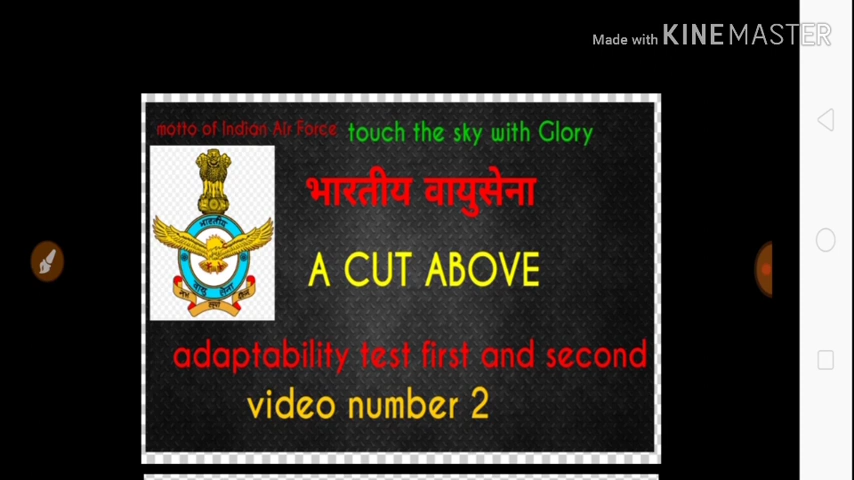 Made with KINEMASTER
motto of Indian Air Force touch the sky with Glory
भारतीय वायुसेना
A CUT ABOVE
adaptability test first and second
video number 2
भारतीय
वायु सेना